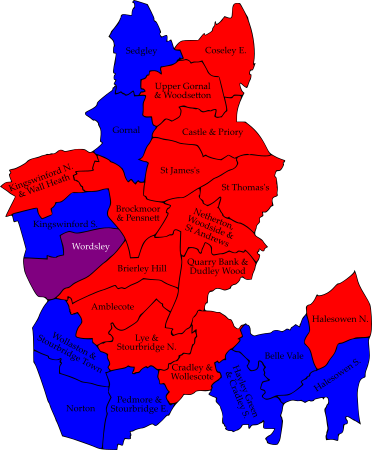 Sedgley
Coseley E.
Upper Gornal
& Woodsetton
Gornal
Castle & Priory
St James's
St Thomas's
Kingswinford N.
& Wall Heath
Brockmoor
& Pensnett
Netherton,
Woodside &
St Andrews
Kingswinford S.
Wordsley
Brierley Hill
Quarry Bank &
Dudley Wood
Amblecote
Halesowen N.
Lye &
Stourbridge N.
Wollaston &
Stourbridge Town
Belle Vale
Cradley &
Wollescote
Halesowen S.
Hayley Green
& Cradley S.
Norton
Pedmore &
Stourbridge E.